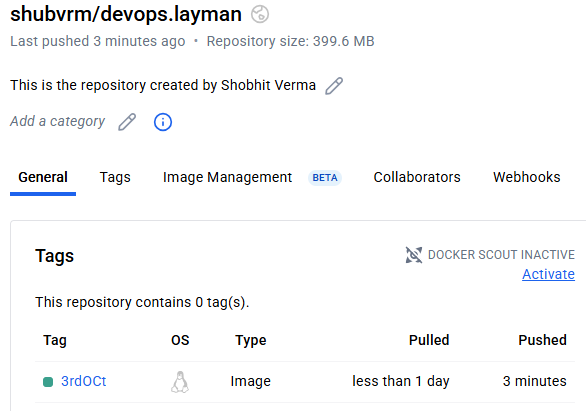 shubvrm/devops.layman
Last pushed 3 minutes ago • Repository size: 399.6 MB
This is the repository created by Shobhit Verma
Add a category
General Tags Image Management BETA Collaborators Webhooks
Tags
DOCKER SCOUT INACTIVE
Activate
This repository contains 0 tag(s).
Tag OS Type Pulled Pushed
3rdOCt Image less than 1 day 3 minutes